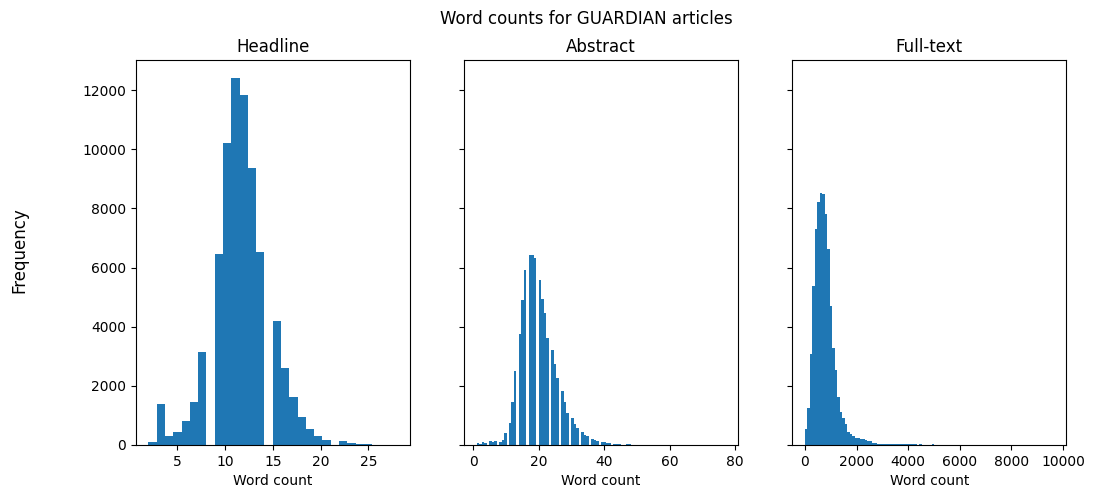 Word counts for GUARDIAN articles
Headline
Abstract
Full-text
Frequency
12000
10000
8000
6000
4000
2000
0
5 10 15 20 25
0 20 40 60 80
0 2000 4000 6000 8000 10000
Word count
Word count
Word count